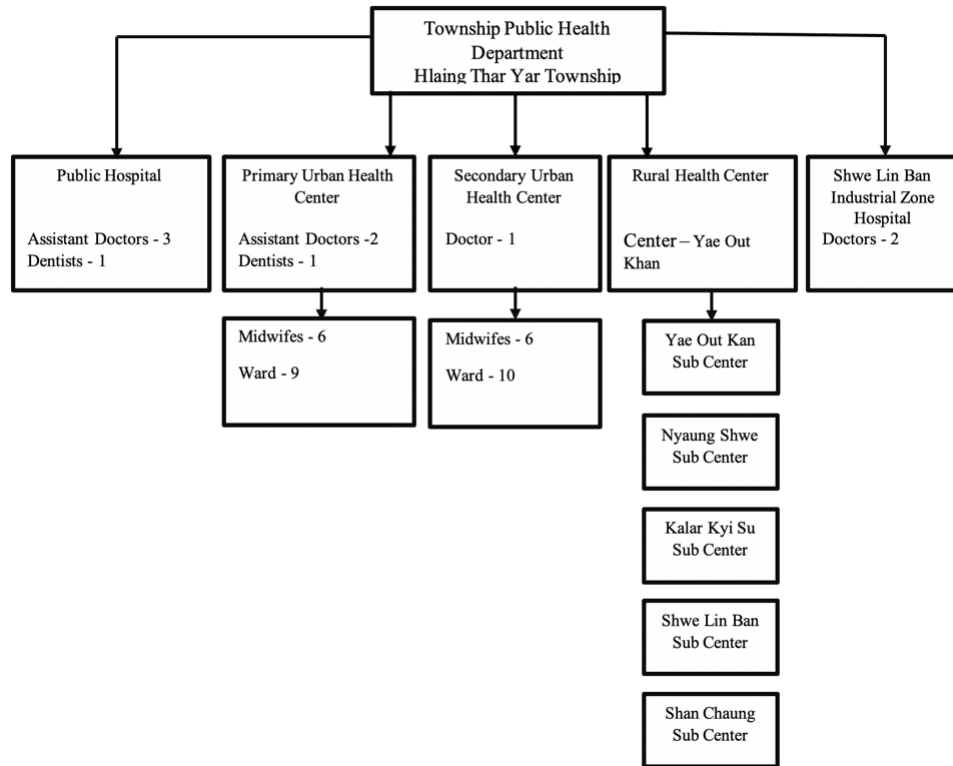 Township Public Health
Department
Hlaing Thar Yar Township
Public Hospital
Assistant Doctors - 3
Dentists - 1
Primary Urban Health
Center
Assistant Doctors -2
Dentists - 1
Secondary Urban
Health Center
Doctor - 1
Rural Health Center
Center – Yae Out
Khan
Shwe Lin Ban
Industrial Zone
Hospital
Doctors - 2
Midwifes - 6
Ward - 9
Midwifes - 6
Ward - 10
Yae Out Kan
Sub Center
Nyaung Shwe
Sub Center
Kalar Kyi Su
Sub Center
Shwe Lin Ban
Sub Center
Shan Chaung
Sub Center